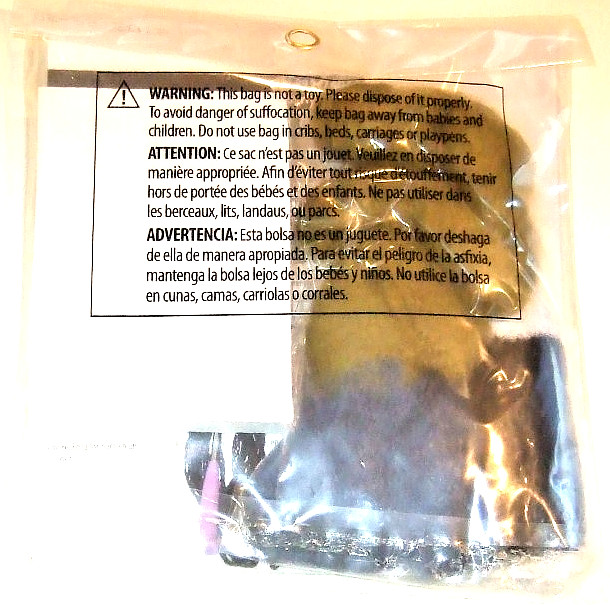 WARNING: This bag is not a toy. Please dispose of it properly.
To avoid danger of suffocation, keep bag away from babies and
children. Do not use bag in cribs, beds, carriages or playpens.
ATTENTION: Ce sac n'est pas un jouet. Veuillez en disposer de
manière appropriée. Afin d'éviter tout risque d'étouffement, tenir
hors de portée des bébés et des enfants. Ne pas utiliser dans
les berceaux, lits, landaus, ou parcs.
ADVERTENCIA: Esta bolsa no es un juguete. Por favor deshaga
de ella de manera apropiada. Para evitar el peligro de la asfixia,
mantenga la bolsa lejos de los bebés y niños. No utilice la bolsa
en cunas, camas, carriolas o corrales.